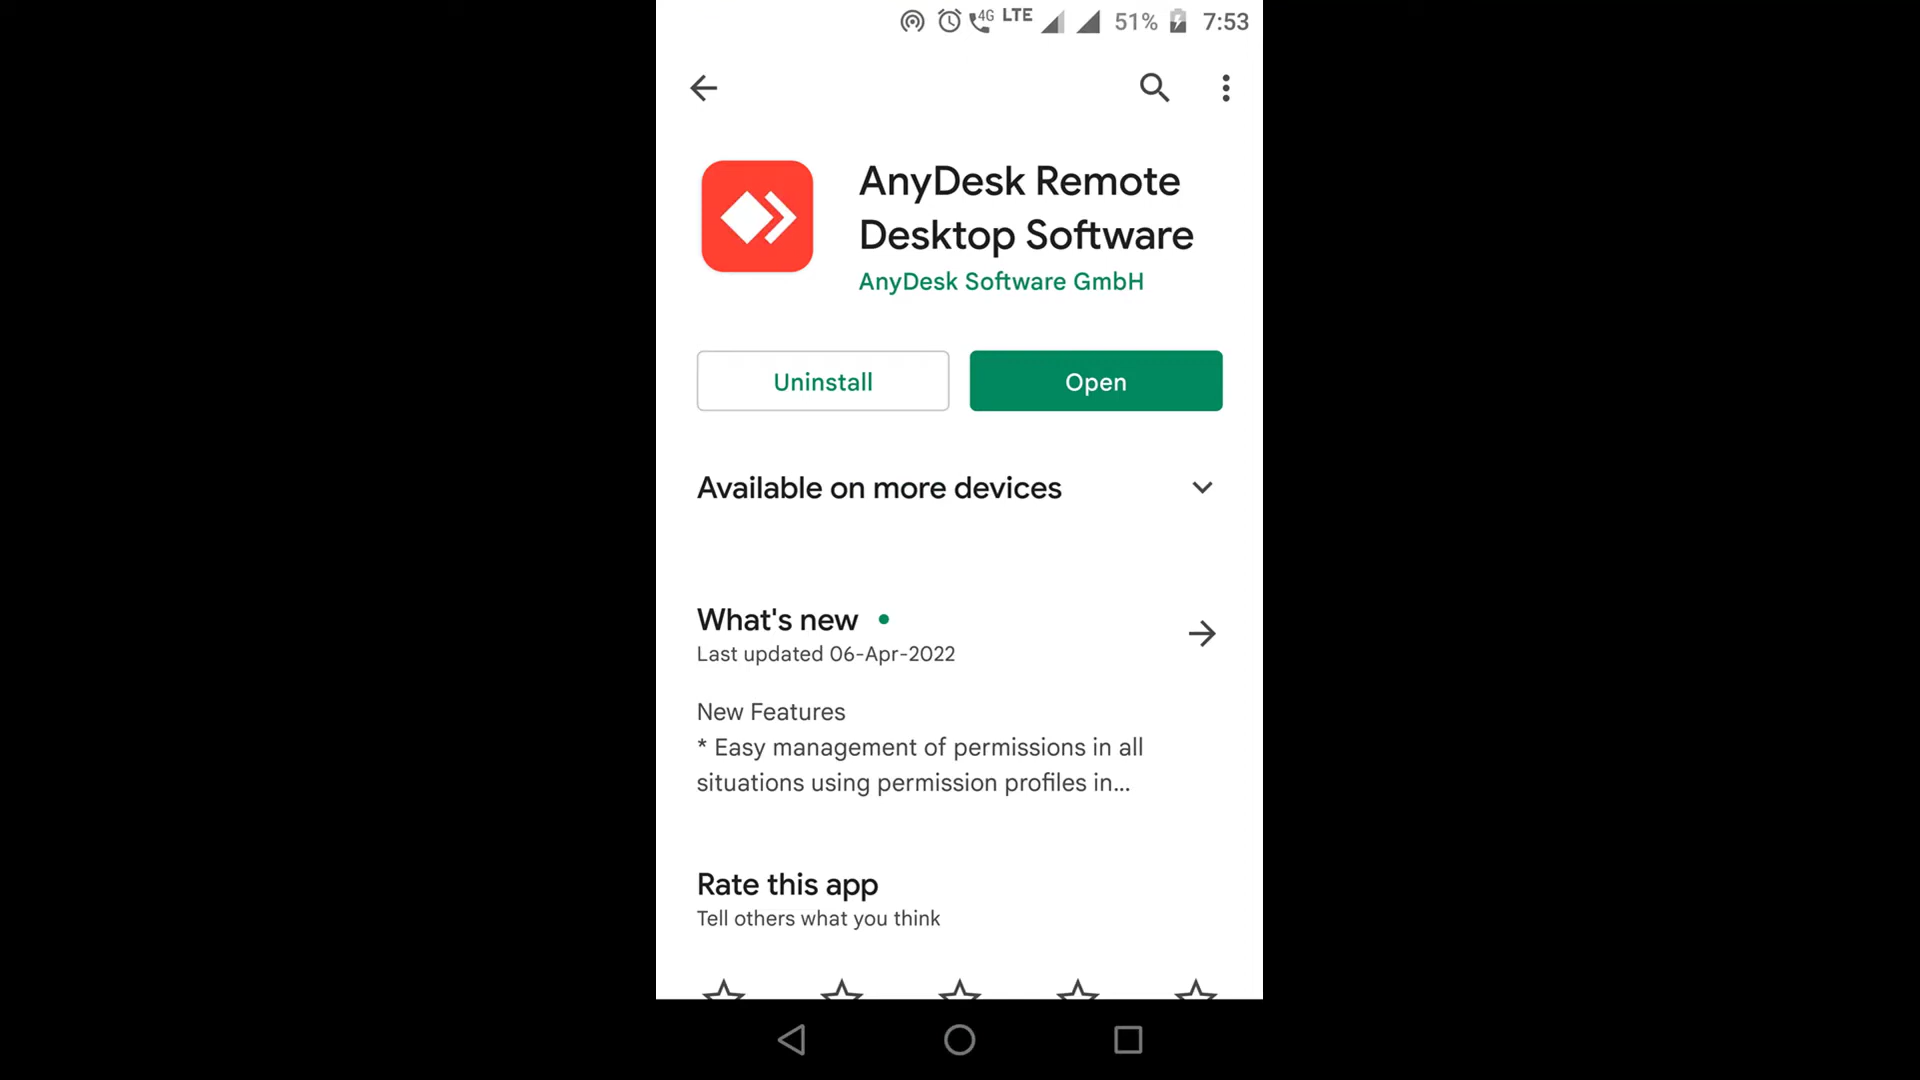 4G LTE 51% 7:53
AnyDesk Remote
Desktop Software
AnyDesk Software GmbH
Uninstall
Open
Available on more devices
What's new
Last updated 06-Apr-2022
New Features
* Easy management of permissions in all
situations using permission profiles in...
Rate this app
Tell others what you think